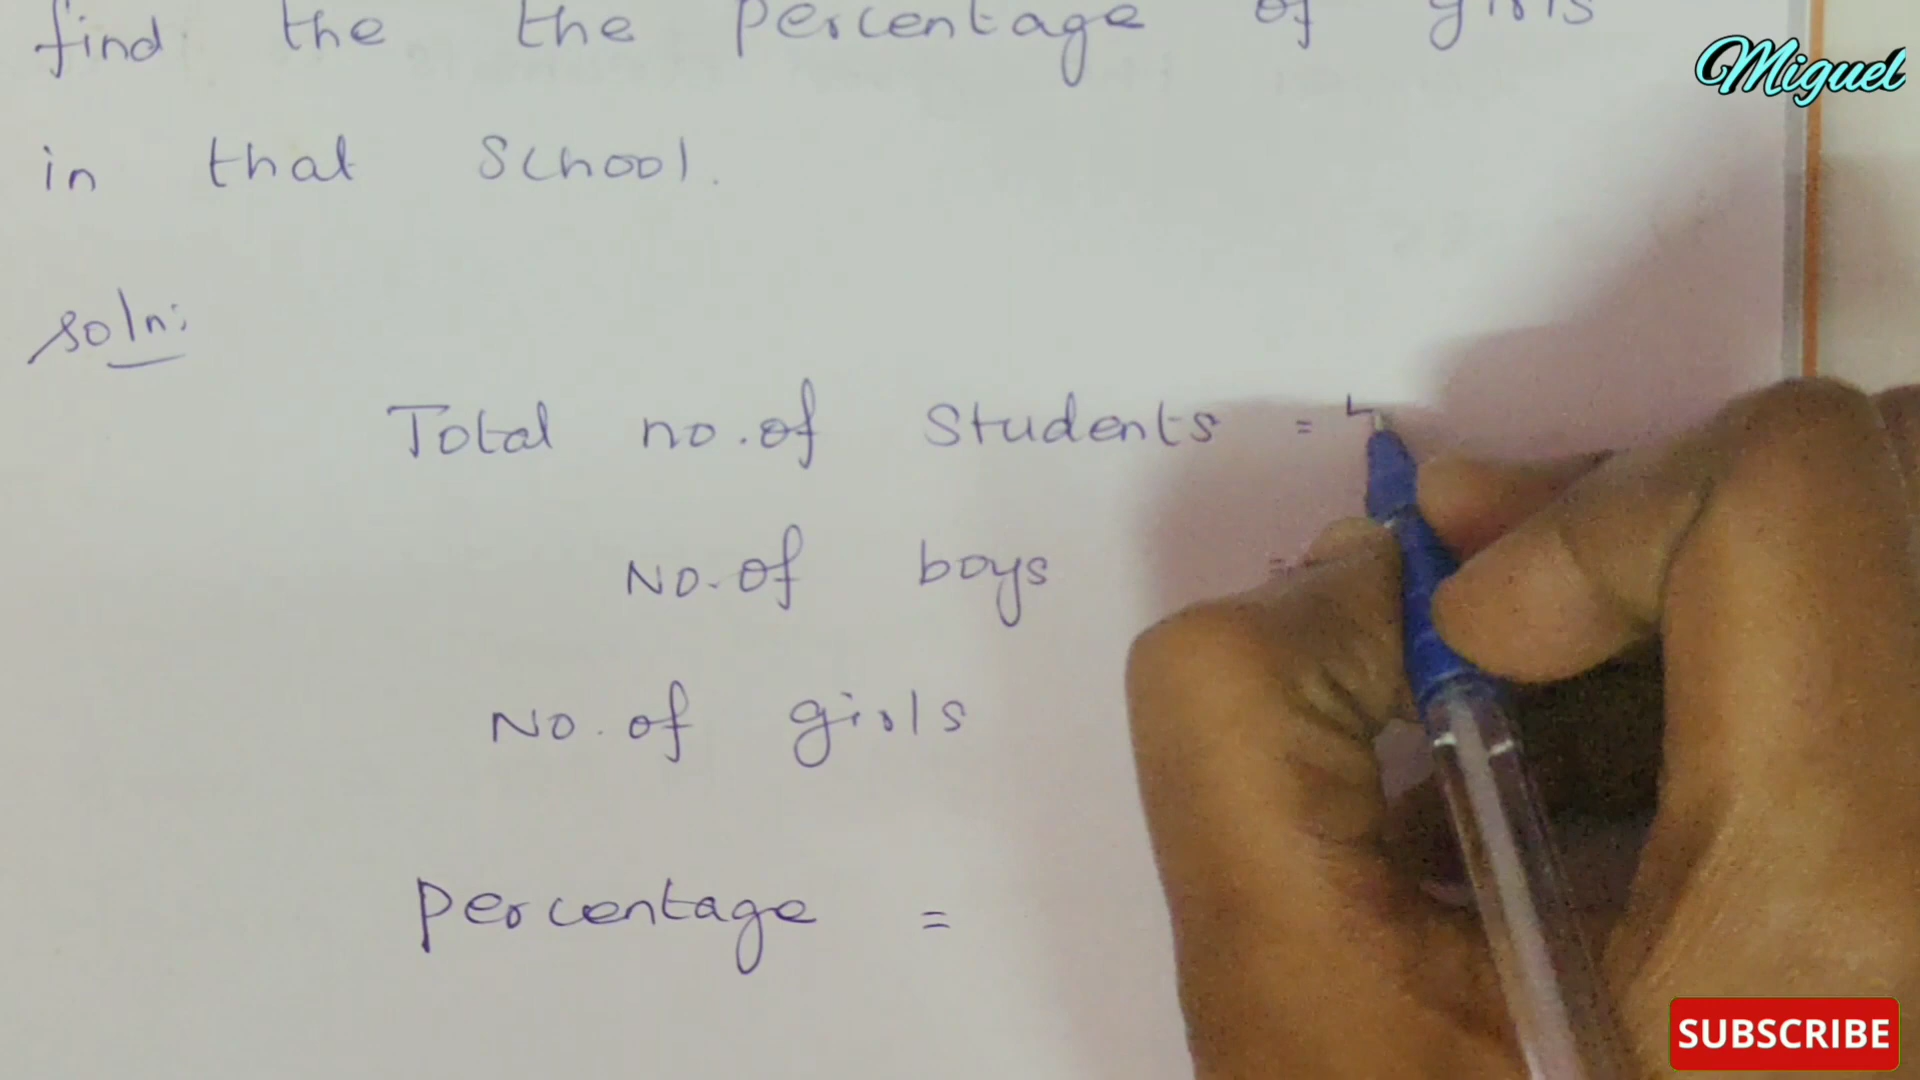 find the the percentage of girls
Miguel
in that School.
soln:
Total no. of Students = 4
No. of boys =
No. of girls
percentage =
SUBSCRIBE